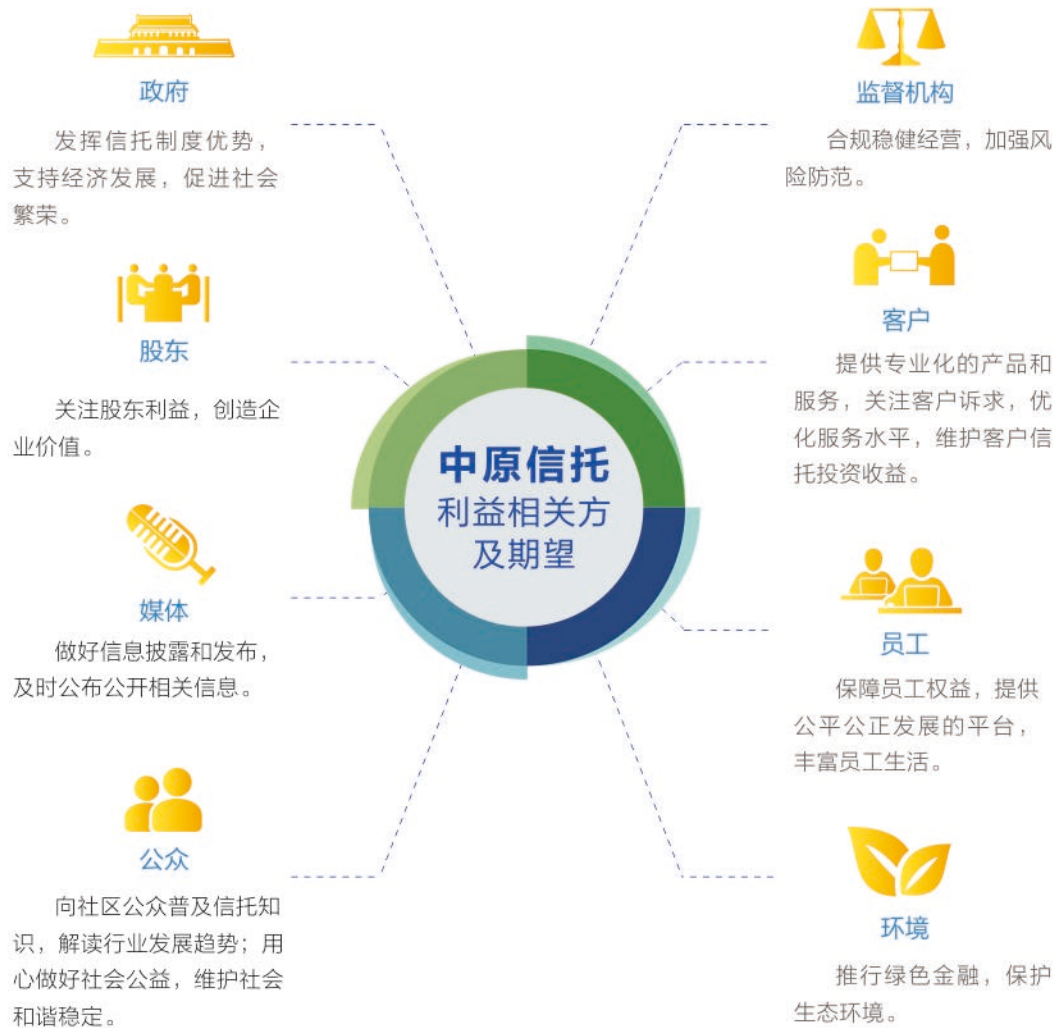 政府
发挥信托制度优势，
支持经济发展，促进社会
繁荣。
股东
关注股东利益，创造企
业价值。
媒体
做好信息披露和发布，
及时公布公开相关信息。
公众
向社区公众普及信托知
识，解读行业发展趋势；用
心做好社会公益，维护社会
和谐稳定。
中原信托
利益相关方
及期望
监督机构
合规稳健经营，加强风
险防范。
客户
提供专业化的产品和
服务，关注客户诉求，优
化服务水平，维护客户信
托投资收益。
员工
保障员工权益，提供
公平公正发展的平台，
丰富员工生活。
环境
推行绿色金融，保护
生态环境。